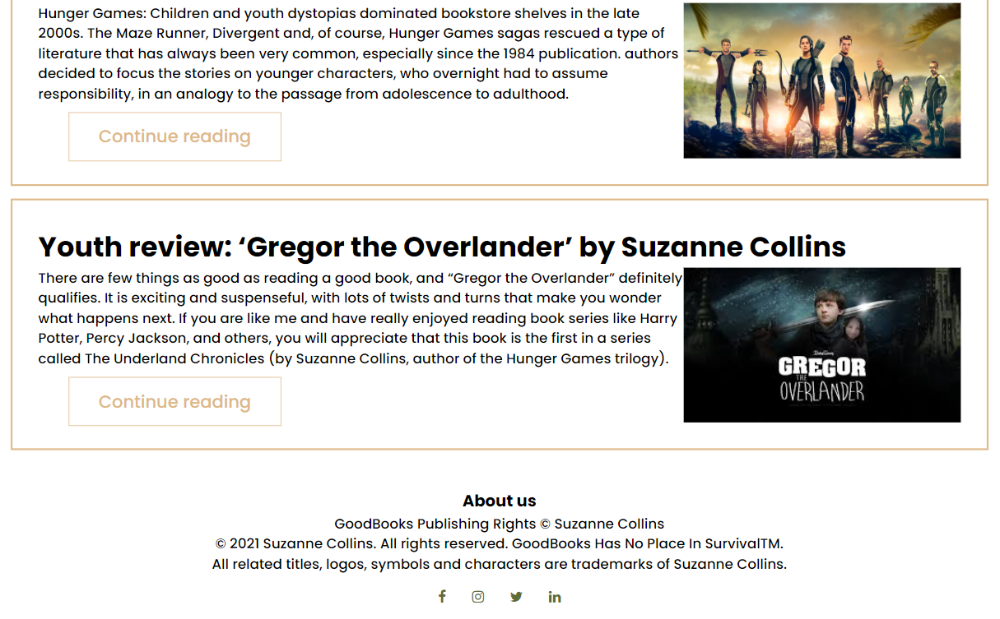 Hunger Games: Children and youth dystopias dominated bookstore shelves in the late
2000s. The Maze Runner, Divergent and, of course, Hunger Games sagas rescued a type of
literature that has always been very common, especially since the 1984 publication. authors
decided to focus the stories on younger characters, who overnight had to assume
responsibility, in an analogy to the passage from adolescence to adulthood.
Continue reading
Youth review: ‘Gregor the Overlander’ by Suzanne Collins
There are few things as good as reading a good book, and “Gregor the Overlander” definitely
qualifies. It is exciting and suspenseful, with lots of twists and turns that make you wonder
what happens next. If you are like me and have really enjoyed reading book series like Harry
Potter, Percy Jackson, and others, you will appreciate that this book is the first in a series
called The Underland Chronicles (by Suzanne Collins, author of the Hunger Games trilogy).
GREGOR
THE
OVERLANDER
Continue reading
About us
GoodBooks Publishing Rights © Suzanne Collins
© 2021 Suzanne Collins. All rights reserved. GoodBooks Has No Place In SurvivalTM.
All related titles, logos, symbols and characters are trademarks of Suzanne Collins.